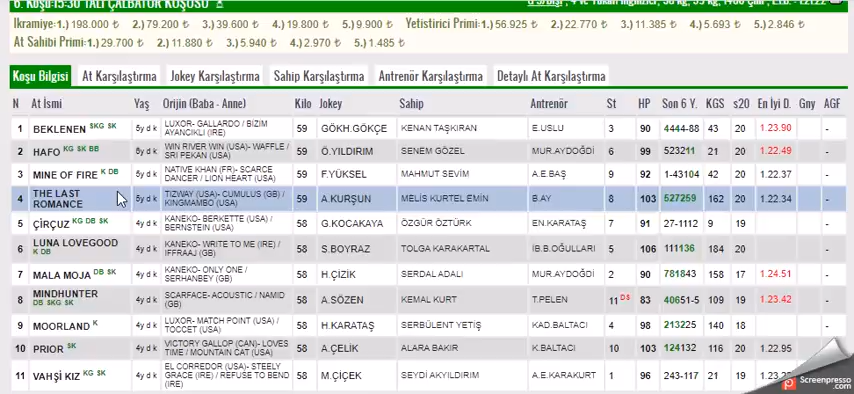 6. Koşu:15:30 TALİ ÇALBATUR KOŞUSU
İkramiye:1.) 198.000 ₺ 2.) 79.200 ₺ 3.) 39.600 ₺ 4.) 19.800 ₺ 5.) 9.900 ₺ Yetistirici Primi:1.) 56.925 ₺ 2.) 22.770 ₺ 3.) 11.385 ₺ 4.) 5.693 ₺ 5.) 2.846 ₺
At Sahibi Primi:1.) 29.700 ₺ 2.) 11.880 ₺ 3.) 5.940 ₺ 4.) 2.970 ₺ 5.) 1.485 ₺
Koşu Bilgisi At Karşılaştırma Jokey Karşılaştırma Sahip Karşılaştırma Antrenör Karşılaştırma Detaylı At Karşılaştırma
N At İsmi Yaş Orijin (Baba - Anne) Kilo Jokey Sahip Antrenör St HP Son 6 Y. KGS s20 En İyi D. Gny AGF
1 BEKLENEN SKG SK 5y d k LUXOR- GALLARDO / BİZİM AYANCIKLI (IRE) 59 GÖKH.GÖKÇE KENAN TAŞKIRAN E.USLU 3 90 4444-88 43 20 1.23.90 -
2 HAFO KG SK BB 6y d k WIN RIVER WIN (USA)- WAFFLE / SRI PEKAN (USA) 59 Ö.YILDIRIM SENEM GÖZEL MUR.AYDOĞDİ 6 99 523211 21 20 1.22.49 -
3 MINE OF FIRE K DB 5y d k NATIVE KHAN (FR)- SCARCE DANCER / LION HEART (USA) 59 F.YÜKSEL MAHMUT SEVİM A.E.BAŞ 9 92 1-43104 42 20 1.22.37 -
4 THE LAST ROMANCE 5y d k TIZWAY (USA)- CUMULUS (GB) / KINGMAMBO (USA) 59 A.KURŞUN MELİS KURTEL EMİN B.AY 8 103 527259 162 20 1.22.34 -
5 ÇİRÇUZ KG DB SK 4y d k KANEKO- BERKETTE (USA) / BERNSTEIN (USA) 58 G.KOCAKAYA ÖZGÜR ÖZTÜRK EN.KARATAŞ 7 91 27-1112 9 19 -
6 LUNA LOVEGOOD K DB 4y d k KANEKO- WRITE TO ME (IRE) / IFFRAAJ (GB) 58 S.BOYRAZ TOLGA KARAKARTAL İB.B.OĞULLARI 5 106 111136 184 20 -
7 MALA MOJA DB SK 4y d k KANEKO- ONLY ONE / SERHANBEY (GB) 58 H.ÇİZİK SERDAL ADALI MUR.AYDOĞDİ 2 90 781843 158 17 1.24.51 -
8 MINDHUNTER DB SKG SK 4y d k SCARFACE- ACOUSTIC / NAMID (GB) 58 A.SÖZEN KEMAL KURT T.PELEN 11 DS 83 40651-5 109 19 1.23.42 -
9 MOORLAND K 4y d k LUXOR- MATCH POINT (USA) / TOCCET (USA) 58 H.KARATAŞ SERBÜLENT YETİŞ KAD.BALTACI 4 98 213225 140 18 -
10 PRIOR SK 4y d k VICTORY GALLOP (CAN)- LOVES TIME / MOUNTAIN CAT (USA) 58 A.ÇELİK ALARA BAKIR K.BALTACI 10 103 124132 116 20 1.22.95
11 VAHŞİ KIZ KG SK 4y d k EL CORREDOR (USA)- STEELY GRACE (IRE) / REFUSE TO BEND (IRE) 58 M.ÇİÇEK SEYDİ AKYILDIRIM A.E.KARAKURT 1 96 243-117 21 19
Screenpresso.com